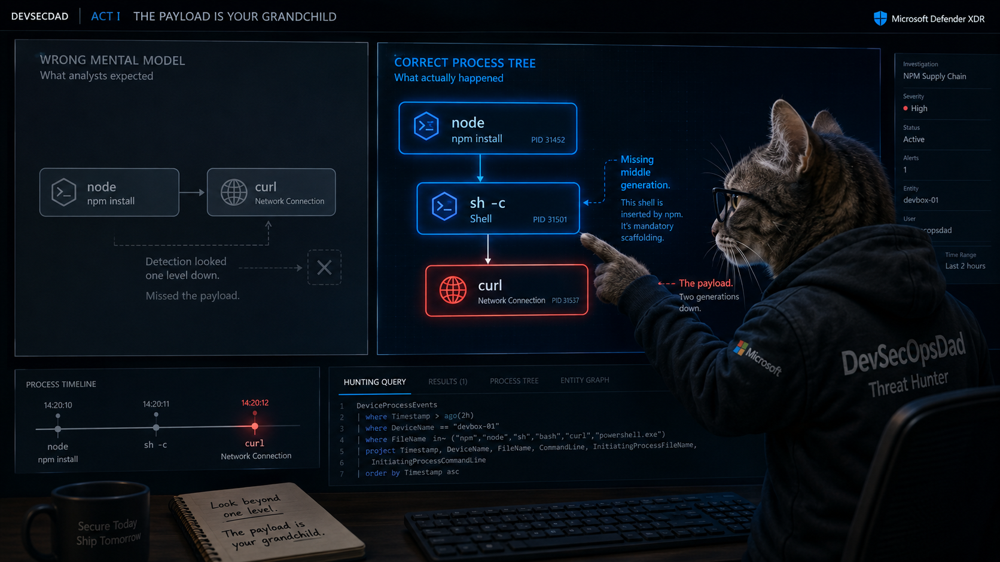 DEVSECDAD
ACT I
THE PAYLOAD IS YOUR GRANDCHILD
Microsoft Defender XDR
WRONG MENTAL MODEL
What analysts expected
node
npm install
curl
Network Connection
Detection looked
one level down.
Missed the payload.
CORRECT PROCESS TREE
What actually happened
node
npm install
PID 31452
sh -c
Shell
PID 31501
curl
Network Connection
PID 31537
Missing
middle
generation.
This shell is
inserted by npm.
It's mandatory
scaffolding.
The payload.
Two generations
down.
Investigation
NPM Supply Chain
Severity
High
Status
Active
Alerts
1
Entity
devbox-01
User
copsdad
Time Range
Last 2 hours
PROCESS TIMELINE
14:20:10
14:20:11
14:20:12
node
npm install
sh -c
curl
Network Connection
HUNTING QUERY
RESULTS (1)
PROCESS TREE
ENTITY GRAPH
1 DeviceProcessEvents
2 | where Timestamp > ago(2h)
3 | where DeviceName == "devbox-01"
4 | where FileName in~ ("npm","node","sh","bash","curl","powershell.exe")
5 | project Timestamp, DeviceName, FileName, CommandLine, InitiatingProcessFileName,
6 | InitiatingProcessCommandLine
7 | order by Timestamp asc
Microsoft
DevSecOpsDad
Threat Hunter
Secure Today
Ship Tomorrow
Look beyond
one level.
The payload is
your grandchild.